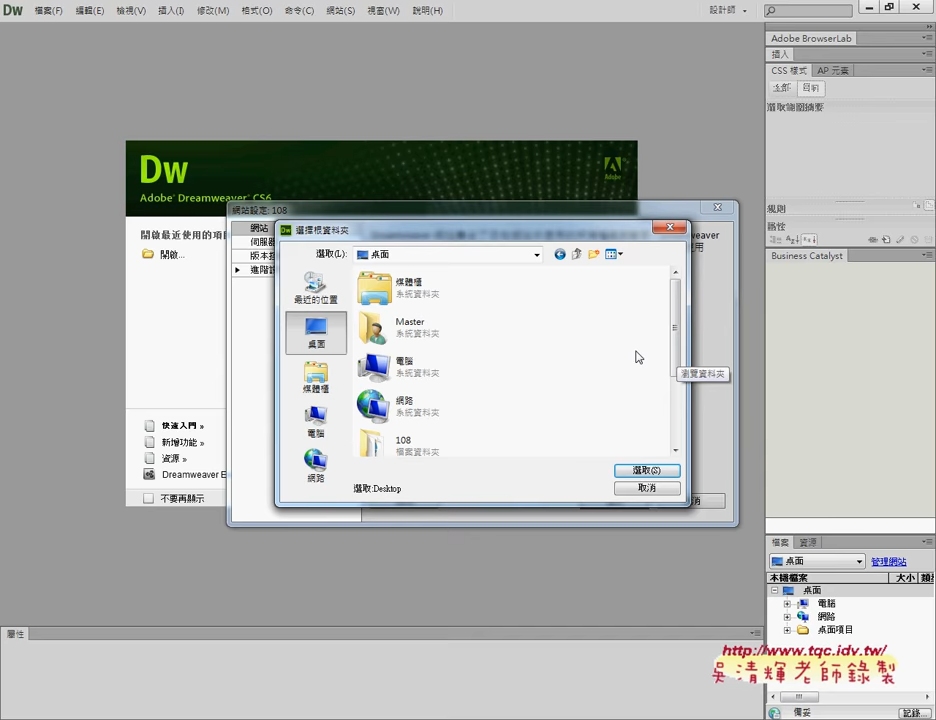 Dw 檔案(F) 編輯(E) 檢視(V) 插入(I) 修改(M) 格式(O) 命令(C) 網站(S) 視窗(W) 說明(H) 設計師
Adobe BrowserLab
插入
CSS 樣式 AP 元素
全部 目前
選取範圍摘要
Dw
Adobe Dreamweaver CS6
Adobe
網站設定: 108
選擇根資料夾
開啟最近使用的項
網站
伺服器
版本控
進階設
開啟...
選取(I): 桌面
最近的位置
桌面
媒體櫃
電腦
網路
媒體櫃
系統資料夾
Master
系統資料夾
電腦
系統資料夾
網路
系統資料夾
108
檔案資料夾
瀏覽資料夾
選取(S)
取消
選取:Desktop
規則
屬性
Business Catalyst
快速入門 »
新增功能 »
資源 »
Dreamweaver E
不要再顯示
檔案 資源
桌面 管理網站
本機檔案 大小 類
桌面
電腦
網路
桌面項目
http://www.tqc.idv.tw/
吳清輝老師錄製
備妥 記錄...
屬性